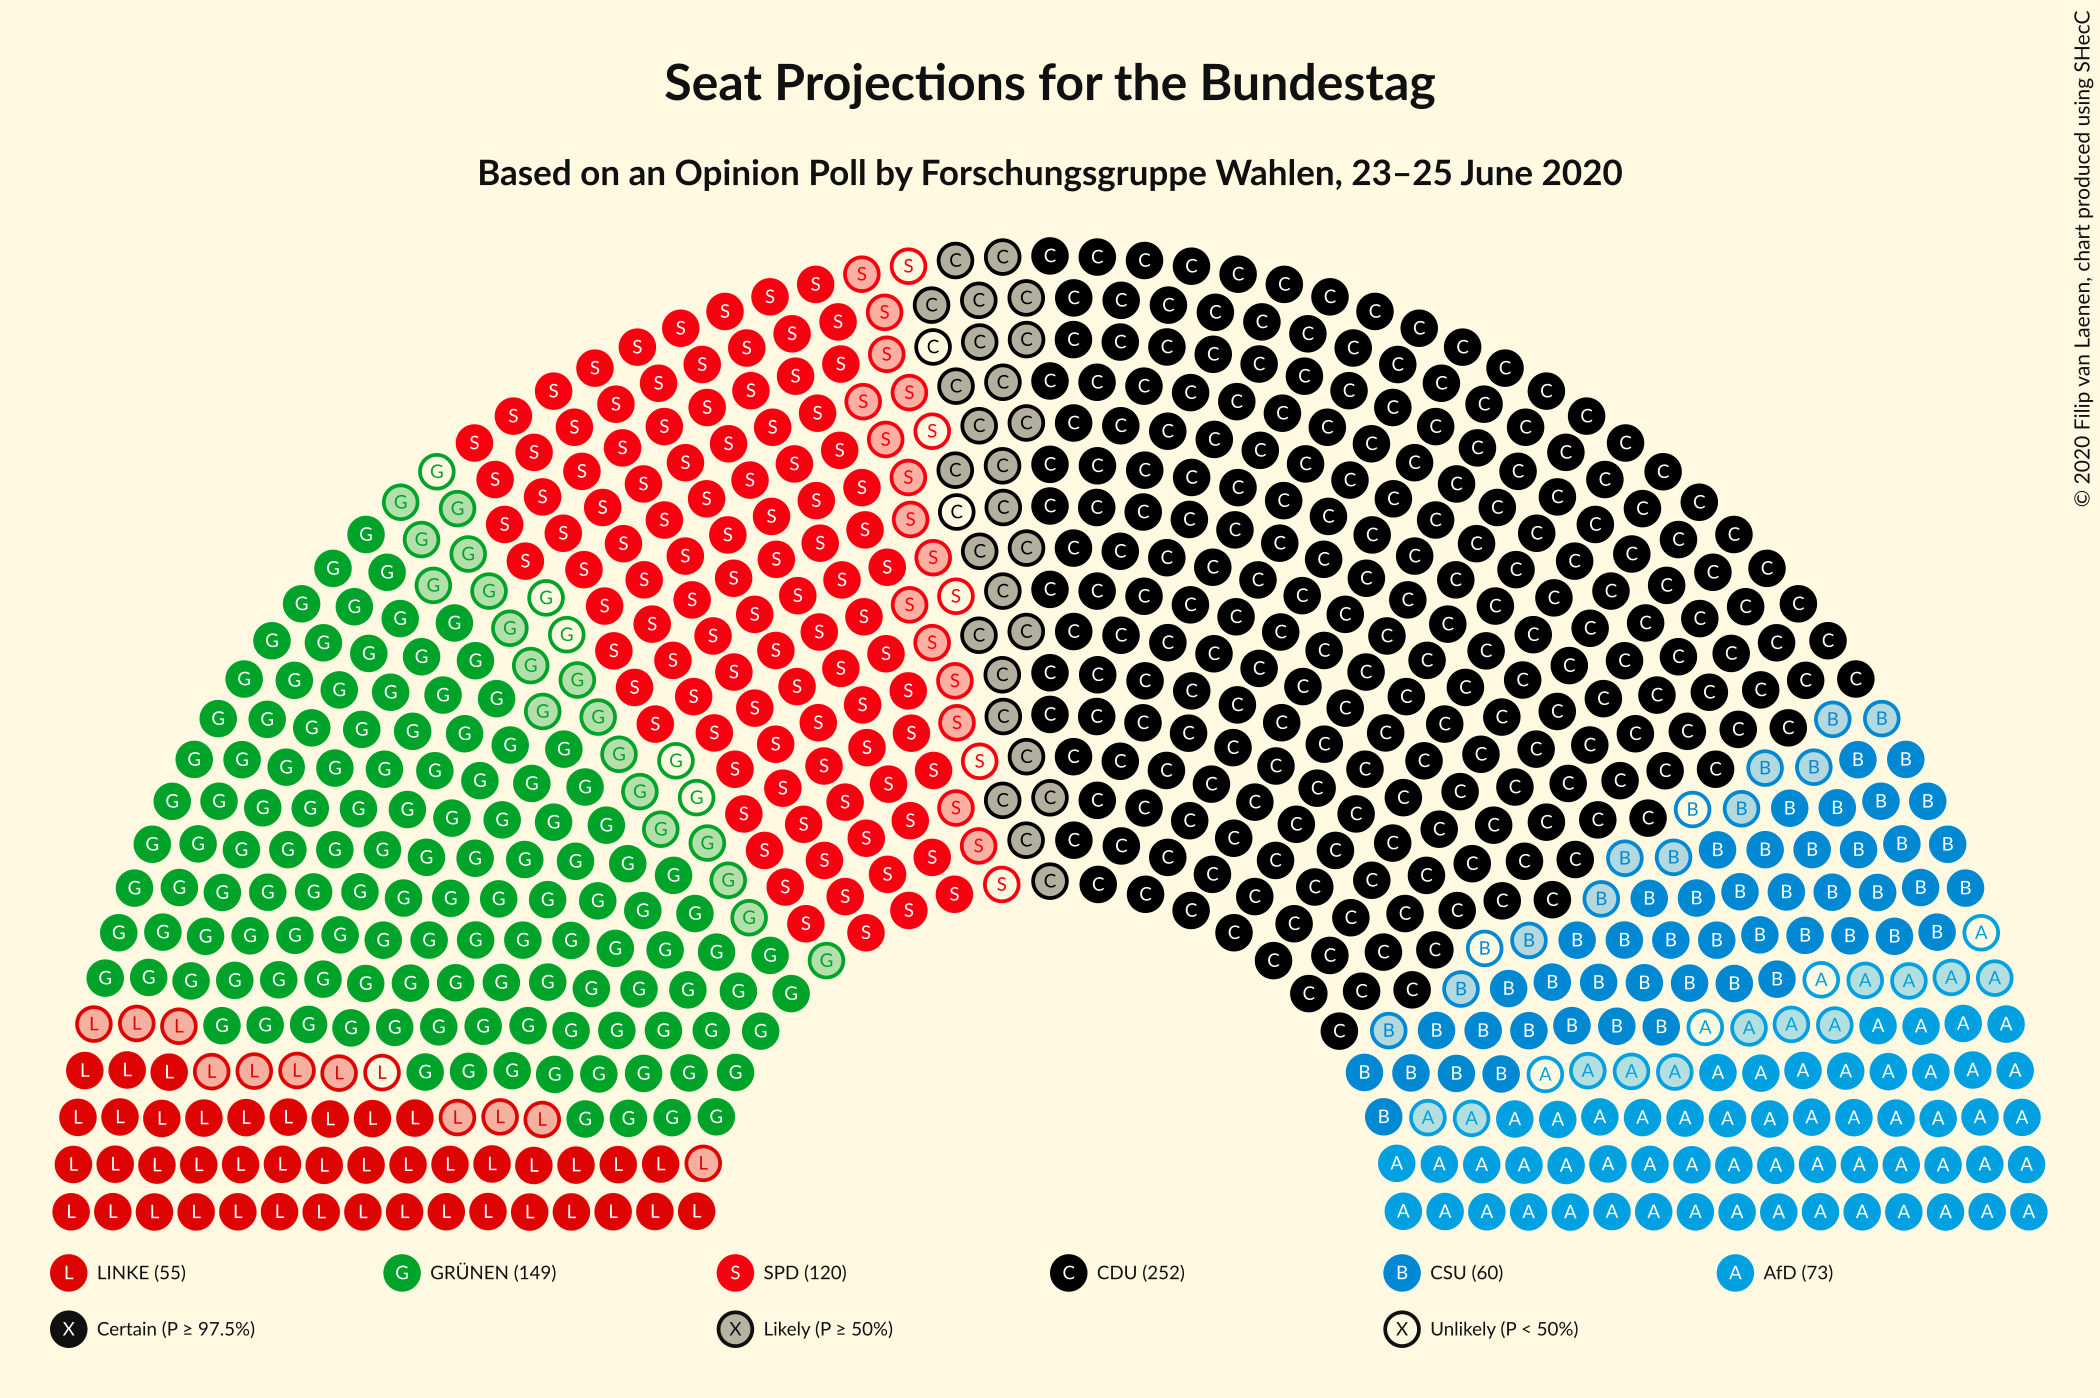 Seat Projections for the Bundestag
Based on an Opinion Poll by Forschungsgruppe Wahlen, 23–25 June 2020
© 2020 Filip van Laenen, chart produced using SHecC
L LINKE (55) G GRÜNEN (149) S SPD (120) C CDU (252) B CSU (60) A AfD (73)
X Certain (P ≥ 97.5%) X Likely (P ≥ 50%) X Unlikely (P < 50%)